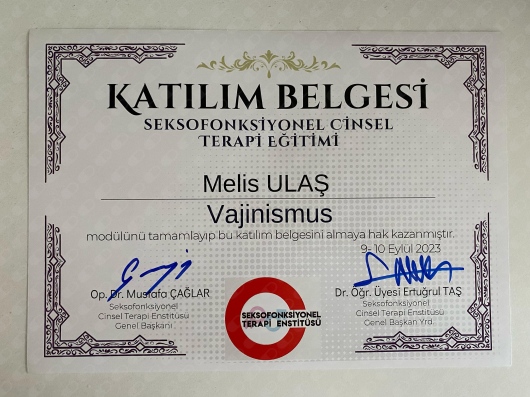 KATILIM BELGESİ
SEKSOFONKSİYONEL CİNSEL
TERAPİ EĞİTİMİ
Melis ULAŞ
Vajinismus
modülünü tamamlayıp bu katılım belgesini almaya hak kazanmıştır.
9- 10 Eylül 2023
Op. Dr. Mustafa ÇAĞLAR
Seksofonksiyonel
Cinsel Terapi Enstitüsü
Genel Başkanı
SEKSOFONKSİYONEL
TERAPİ ENSTİTÜSÜ
Dr. Öğr. Üyesi Ertuğrul TAŞ
Seksofonksiyonel
Cinsel Terapi Enstitüsü
Genel Başkan Yrd.